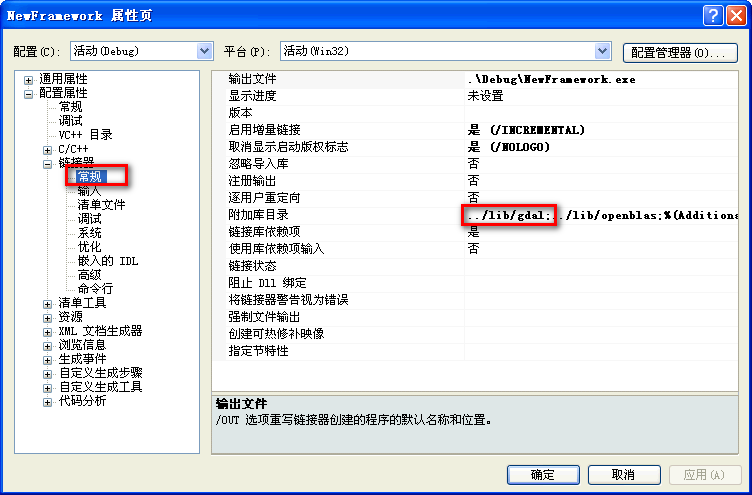 NewFramework 属性页
配置(C): 活动(Debug) 平台(P): 活动(Win32) 配置管理器(O)...
通用属性
配置属性
常规
调试
VC++ 目录
C/C++
链接器
常规
输入
清单文件
调试
系统
优化
嵌入的 IDL
高级
命令行
清单工具
资源
XML 文档生成器
浏览信息
生成事件
自定义生成步骤
自定义生成工具
代码分析
输出文件 .\Debug\NewFramework.exe
显示进度 未设置
版本
启用增量链接 是 (/INCREMENTAL)
取消显示启动版权标志 是 (/NOLOGO)
忽略导入库 否
注册输出 否
逐用户重定向 否
附加库目录 ../lib/gdal;../lib/openblas;%(Additiona
链接库依赖项 是
使用库依赖项输入 否
链接状态
阻止 Dll 绑定
将链接器警告视为错误
强制文件输出
创建可热修补映像
指定节特性
输出文件
/OUT 选项重写链接器创建的程序的默认名称和位置。
确定 取消 应用(A)